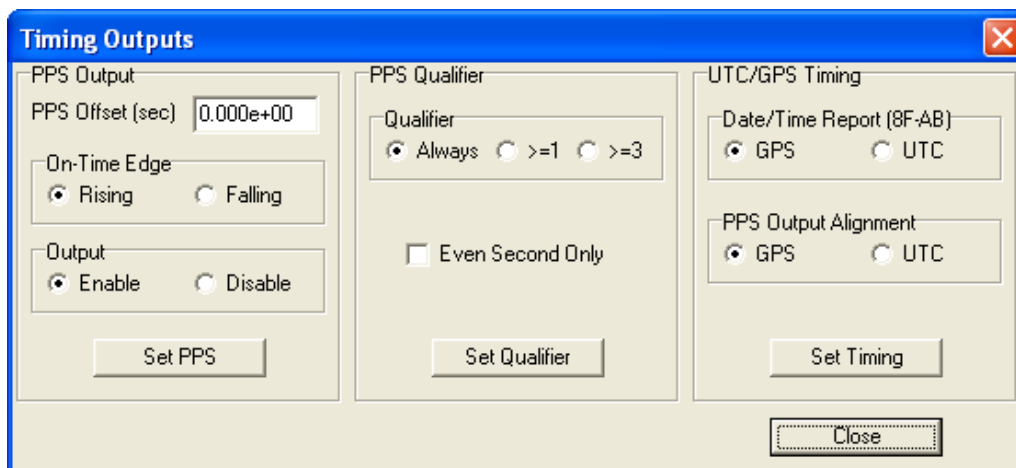 Timing Outputs
PPS Output
PPS Offset (sec) 0.000e+00
On-Time Edge
Rising Falling
Output
Enable Disable
Set PPS
PPS Qualifier
Qualifier
Always >=1 >=3
Even Second Only
Set Qualifier
UTC/GPS Timing
Date/Time Report (8F-AB)
GPS UTC
PPS Output Alignment
GPS UTC
Set Timing
Close